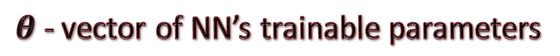 θ - vector of NN's trainable parameters